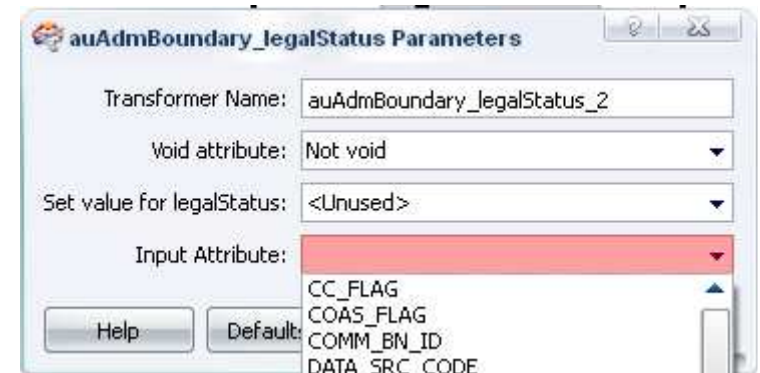 auAdmBoundary_legalStatus Parameters
Transformer Name: auAdmBoundary_legalStatus_2
Void attribute: Not void
Set value for legalStatus: <Unused>
Input Attribute:
CC_FLAG
COAS_FLAG
COMM_BN_ID
DATA_SRC_CODE
Help Default